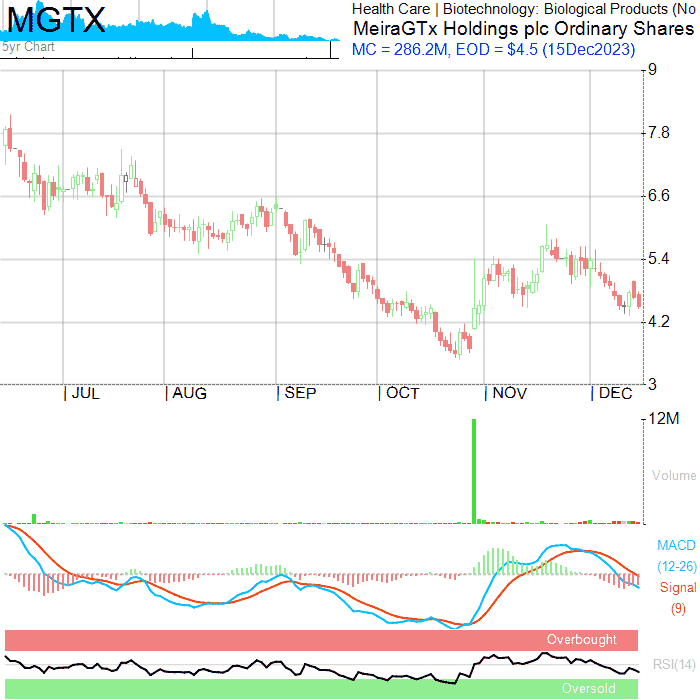 MGTX
5yr Chart
Health Care | Biotechnology: Biological Products (No
MeiraGTx Holdings plc Ordinary Shares
MC = 286.2M, EOD = $4.5 (15Dec2023)
9
7.8
6.6
5.4
4.2
3
| JUL | AUG | SEP | OCT | NOV | DEC
12M
Volume
MACD
(12-26)
Signal
(9)
Overbought
RSI(14)
Oversold